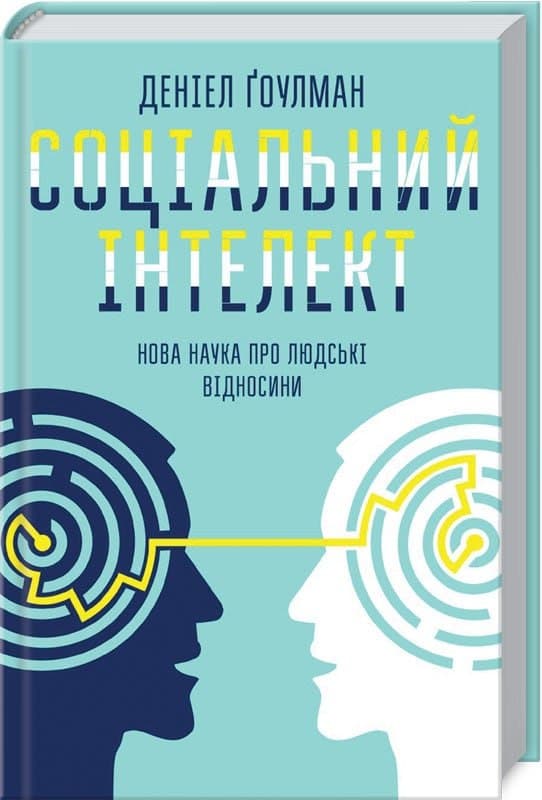 ДЕНІЕЛ ҐОУЛМАН
СОЦІАЛЬНИЙ
ІНТЕЛЕКТ
НОВА НАУКА ПРО ЛЮДСЬКІ
ВІДНОСИНИ